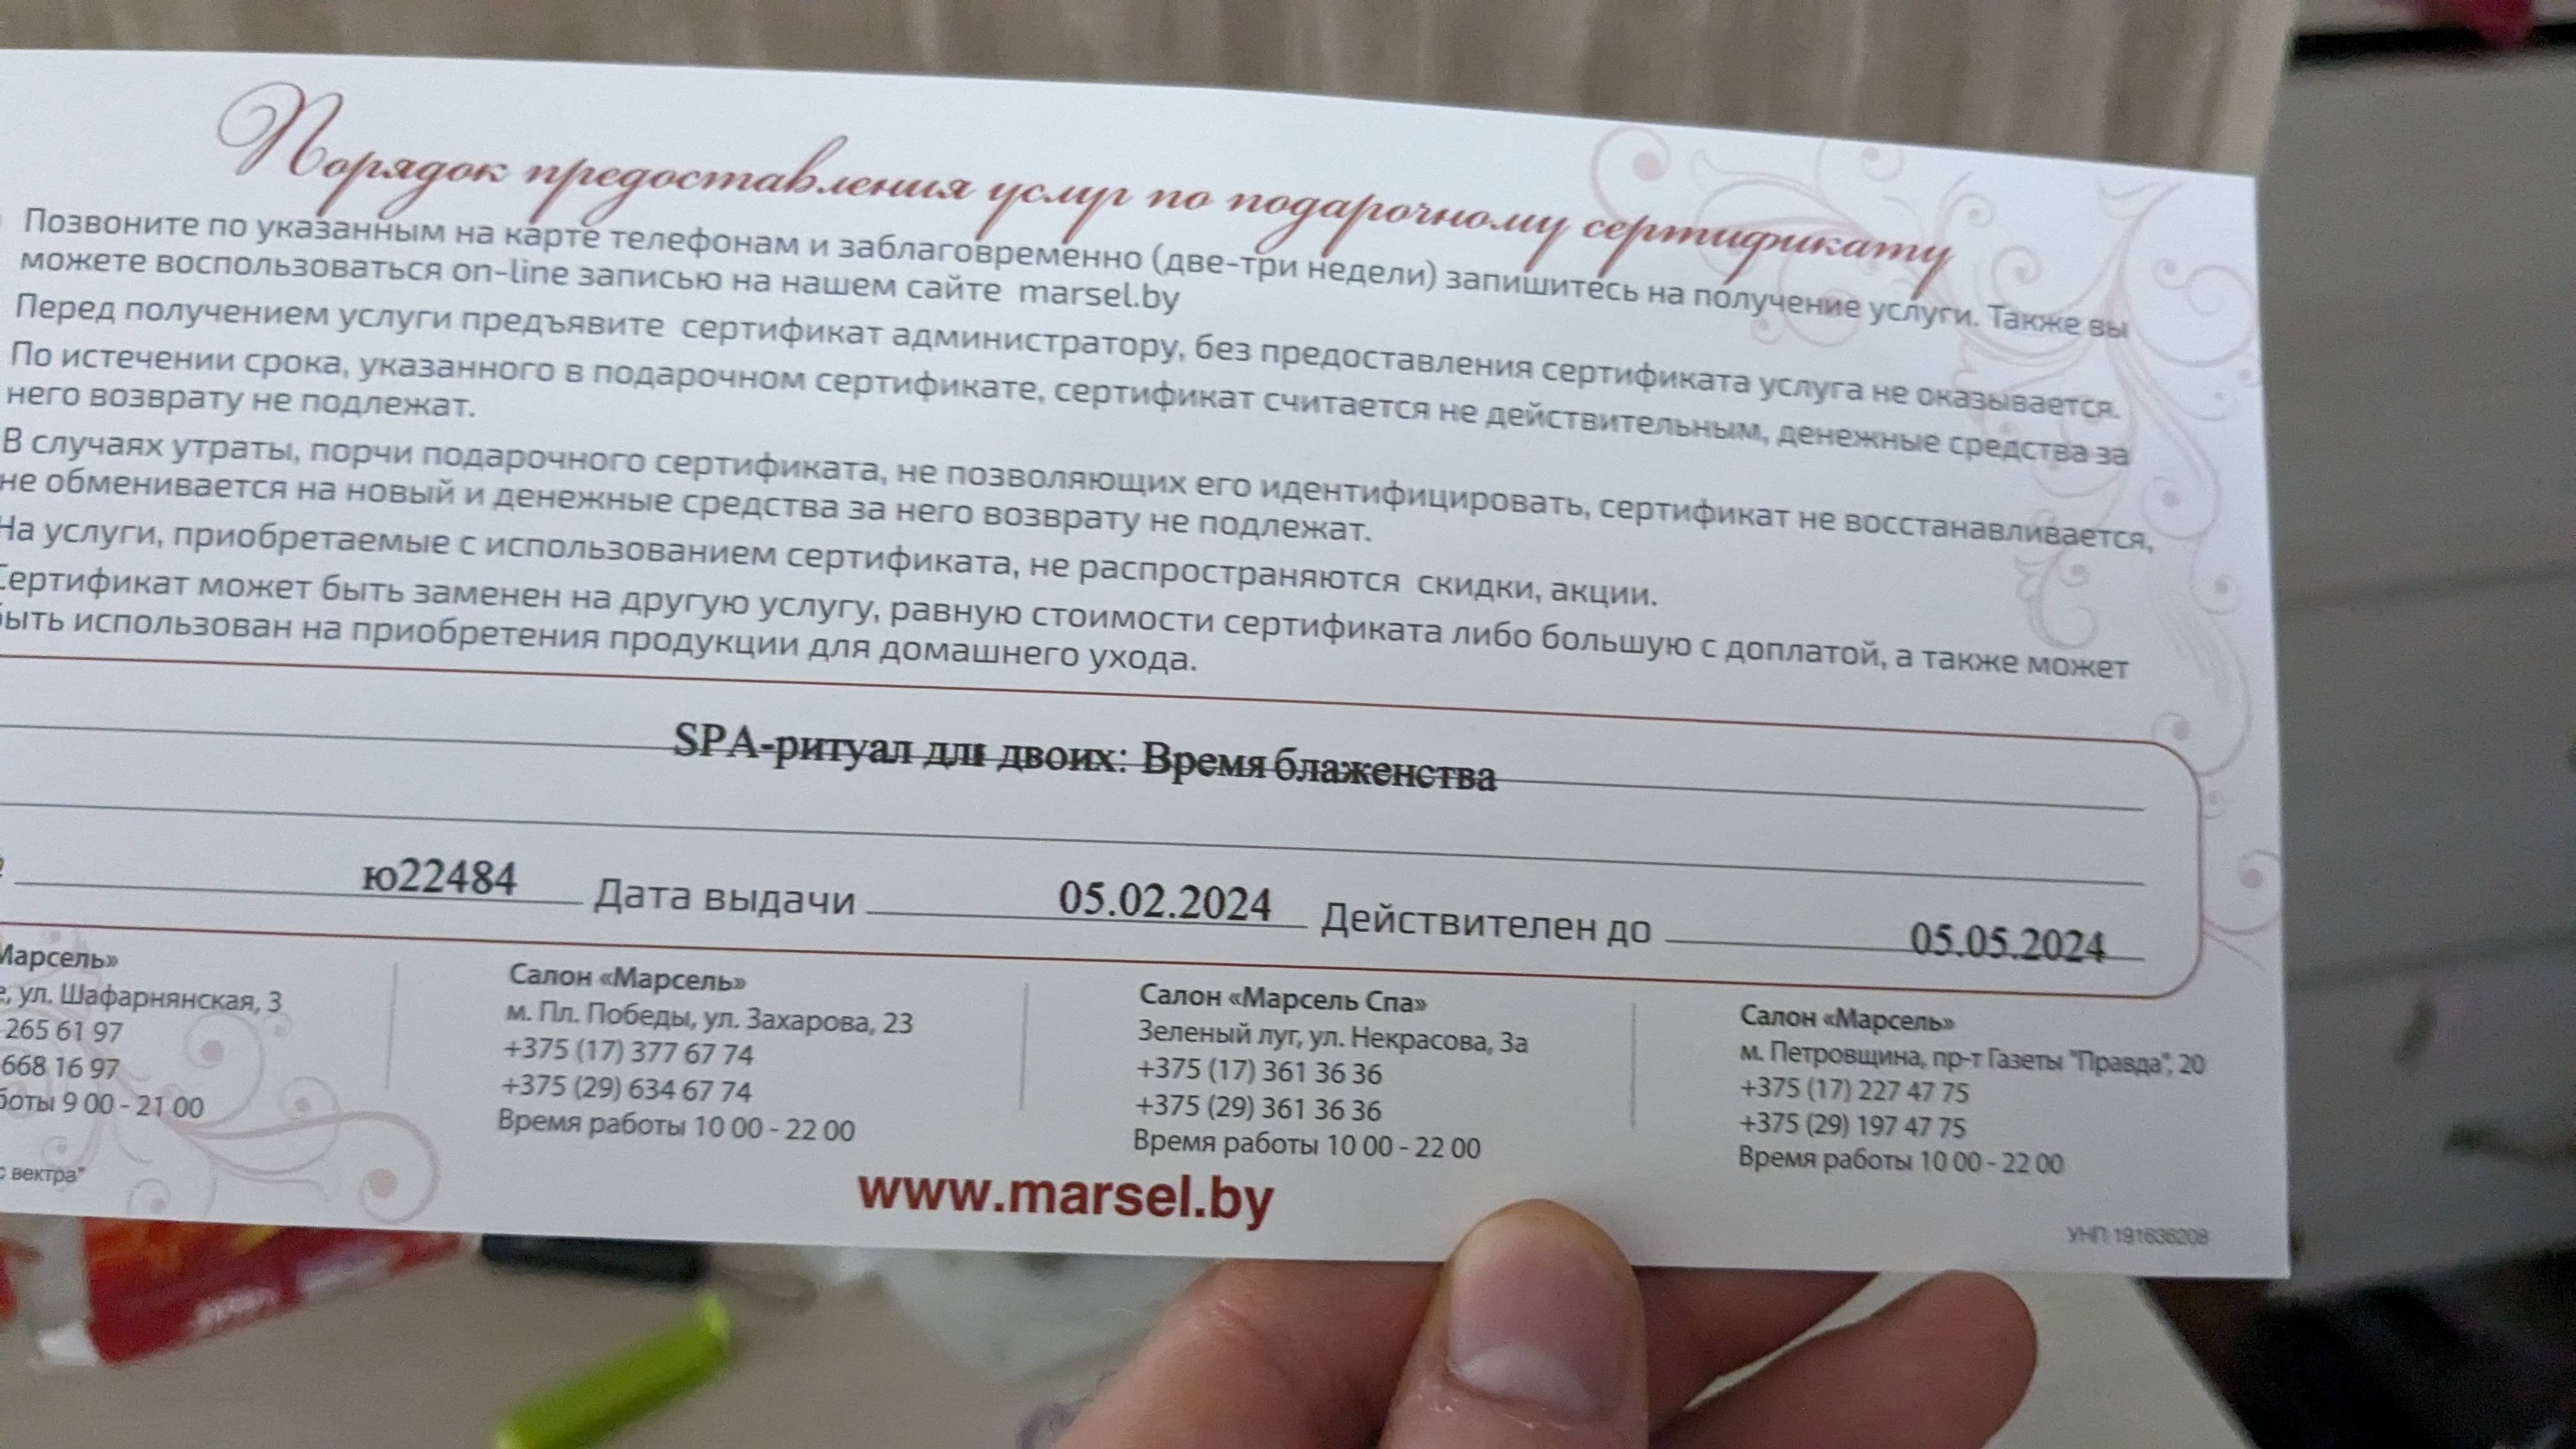 Порядок предоставления услуг по подарочному сертификату
Позвоните по указанным на карте телефонам и заблаговременно (две-три недели) запишитесь на получение услуги. Также вы
можете воспользоваться on-line записью на нашем сайте marsel.by
Перед получением услуги предъявите сертификат администратору, без предоставления сертификата услуга не оказывается.
По истечении срока, указанного в подарочном сертификате, сертификат считается не действительным, денежные средства за
него возврату не подлежат.
В случаях утраты, порчи подарочного сертификата, не позволяющих его идентифицировать, сертификат не восстанавливается,
не обменивается на новый и денежные средства за него возврату не подлежат.
На услуги, приобретаемые с использованием сертификата, не распространяются скидки, акции.
Сертификат может быть заменен на другую услугу, равную стоимости сертификата либо большую с доплатой, а также может
быть использован на приобретения продукции для домашнего ухода.
SPA-ритуал для двоих: Время блаженства
ю22484 Дата выдачи 05.02.2024 Действителен до 05.05.2024
Марсель»
ул. Шафарнянская, 3
265 61 97
668 16 97
боты 9 00 - 21 00
Салон «Марсель»
м. Пл. Победы, ул. Захарова, 23
+375 (17) 377 67 74
+375 (29) 634 67 74
Время работы 10 00 - 22 00
Салон «Марсель Спа»
Зеленый луг, ул. Некрасова, 3а
+375 (17) 361 36 36
+375 (29) 361 36 36
Время работы 10 00 - 22 00
Салон «Марсель»
м. Петровщина, пр-т Газеты "Правда", 20
+375 (17) 227 47 75
+375 (29) 197 47 75
Время работы 10 00 - 22 00
с вектра"
www.marsel.by
УНП 191636208